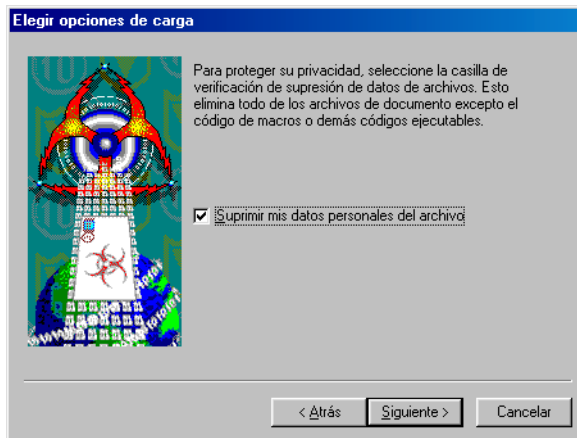 Elegir opciones de carga
Para proteger su privacidad, seleccione la casilla de
verificación de supresión de datos de archivos. Esto
elimina todo de los archivos de documento excepto el
código de macros o demás códigos ejecutables.
Suprimir mis datos personales del archivo
< Atrás
Siguiente >
Cancelar